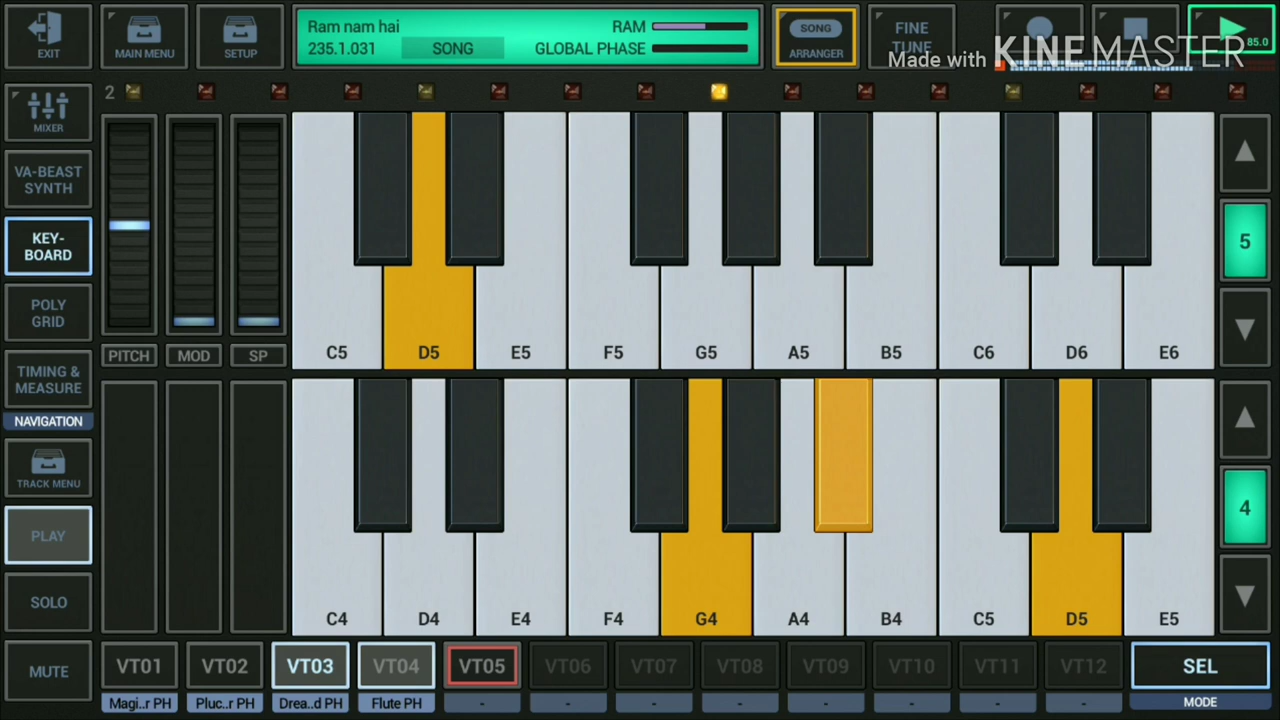 EXIT
MAIN MENU
SETUP
Ram nam hai
RAM
235.1.031
SONG
GLOBAL PHASE
SONG
ARRANGER
FINE
TUNE
85.0
Made with KINEMASTER
2
MIXER
VA-BEAST
SYNTH
KEY-
BOARD
POLY
GRID
TIMING &
MEASURE
NAVIGATION
TRACK MENU
PLAY
SOLO
MUTE
PITCH
MOD
SP
C5 D5 E5 F5 G5 A5 B5 C6 D6 E6
5
C4 D4 E4 F4 G4 A4 B4 C5 D5 E5
4
VT01 VT02 VT03 VT04 VT05 VT06 VT07 VT08 VT09 VT10 VT11 VT12 SEL
Magi..r PH Pluc..r PH Drea..d PH Flute PH - - - - - - - - MODE